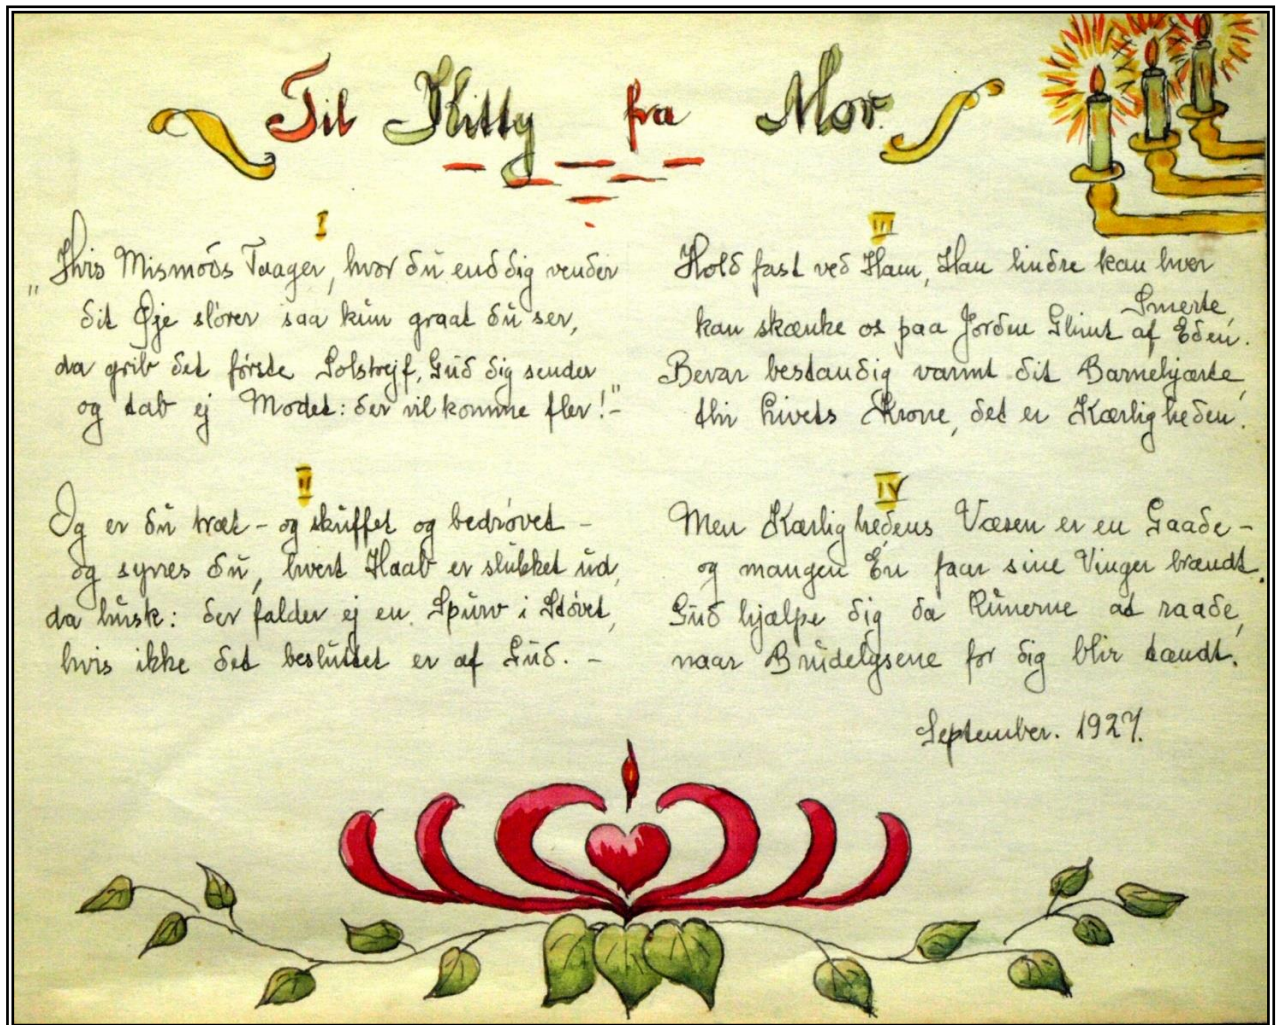 Til Kitty fra Mor.
I
"Hvis Mismods Taager, hvor du end dig vender
dit Øje slører saa kun graat du ser,
da grib det første Solstrejf, Gud dig sender
og tab ej Modet: der vil komme fler!"-
II
Og er du træt - og skuffet og bedrøvet -
og synes du, hvert Haab er slukket ud,
da husk: der falder ej en Spurv i Støvet,
hvis ikke det besluttet er af Gud. -
III
Hold fast ved Ham, Han lindre kan hver
Smerte,
kan skænke os paa Jorden Glimt af Eden.
Bevar bestandig varmt dit Barnehjærte,
thi Livets Krone, det er Kærligheden.
IV
Men Kærlighedens Væsen er en Gaade -
og mangen Én faar sine Vinger brændt.
Gud hjælpe dig da Runerne at raade,
naar Brudelysene for dig blir tændt.
September. 1927.